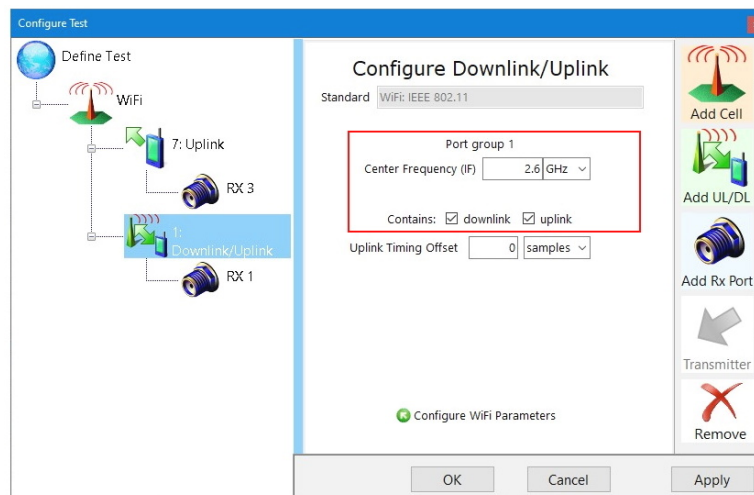 Configure Test
Define Test
WiFi
7: Uplink
RX 3
1:
Downlink/Uplink
RX 1
Configure Downlink/Uplink
Standard WiFi: IEEE 802.11
Port group 1
Center Frequency (IF) 2.6 GHz
Contains: downlink uplink
Uplink Timing Offset 0 samples
Configure WiFi Parameters
OK Cancel Apply
Add Cell
Add UL/DL
Add Rx Port
Transmitter
Remove